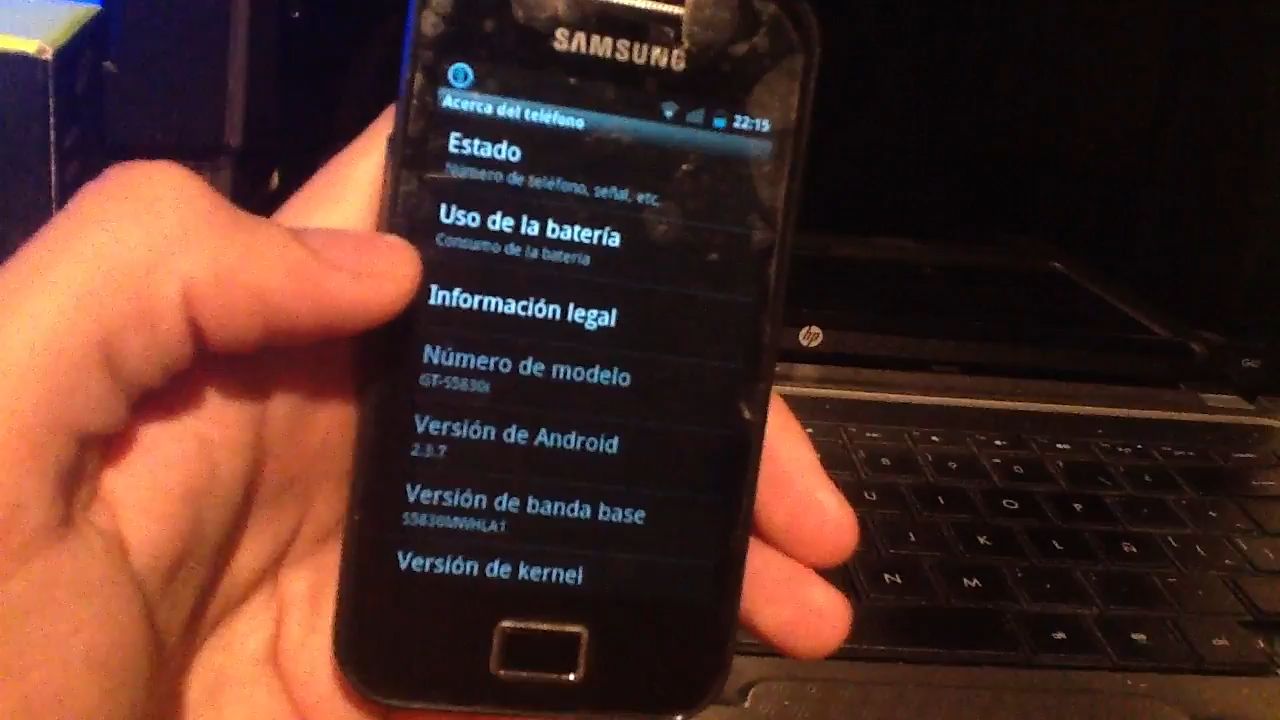 SAMSUNG
22:15
Acerca del teléfono
Estado
Número de teléfono, señal, etc.
Uso de la batería
Consumo de la batería
Información legal
Número de modelo
GT-S5830i
Versión de Android
2.3.7
Versión de banda base
Versión de kernel
hp
U I O P
J K L Ñ
N M